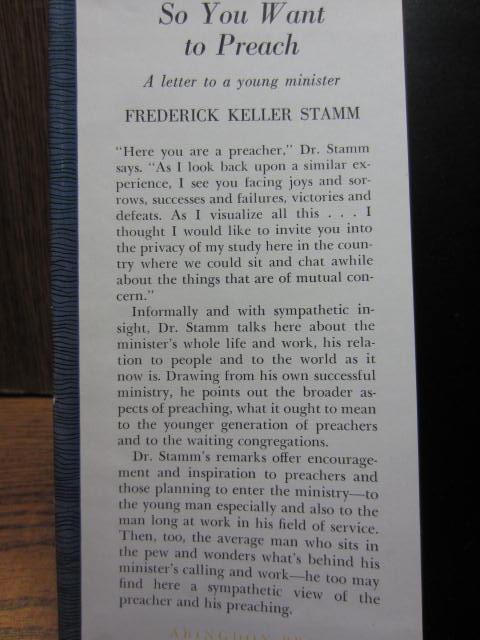 So You Want
to Preach
A letter to a young minister
FREDERICK KELLER STAMM
"Here you are a preacher," Dr. Stamm
says. "As I look back upon a similar ex-
perience, I see you facing joys and sor-
rows, successes and failures, victories and
defeats. As I visualize all this . . . I
thought I would like to invite you into
the privacy of my study here in the coun-
try where we could sit and chat awhile
about the things that are of mutual con-
cern."
Informally and with sympathetic in-
sight, Dr. Stamm talks here about the
minister's whole life and work, his rela-
tion to people and to the world as it
now is. Drawing from his own successful
ministry, he points out the broader as-
pects of preaching, what it ought to mean
to the younger generation of preachers
and to the waiting congregations.
Dr. Stamm's remarks offer encourage-
ment and inspiration to preachers and
those planning to enter the ministry—to
the young man especially and also to the
man long at work in his field of service.
Then, too, the average man who sits in
the pew and wonders what's behind his
minister's calling and work—he too may
find here a sympathetic view of the
preacher and his preaching.
ABINGDON